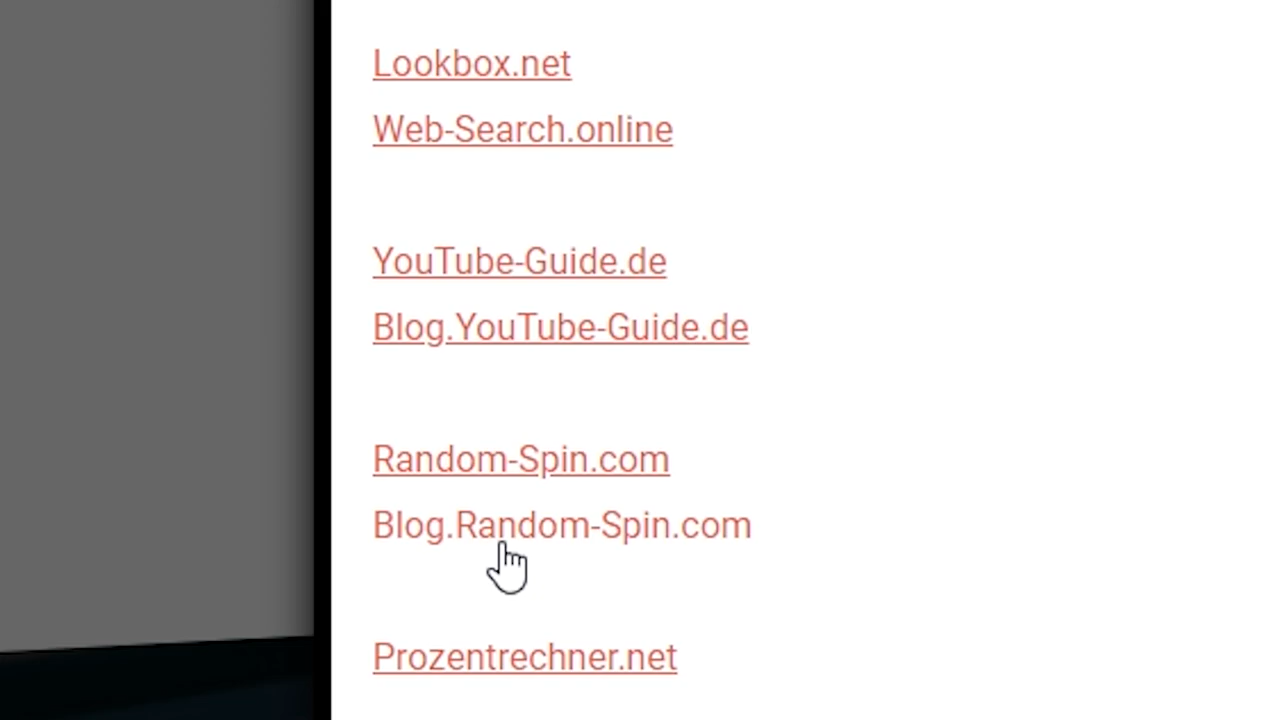 Lookbox.net
Web-Search.online
YouTube-Guide.de
Blog.YouTube-Guide.de
Random-Spin.com
Blog.Random-Spin.com
Prozentrechner.net